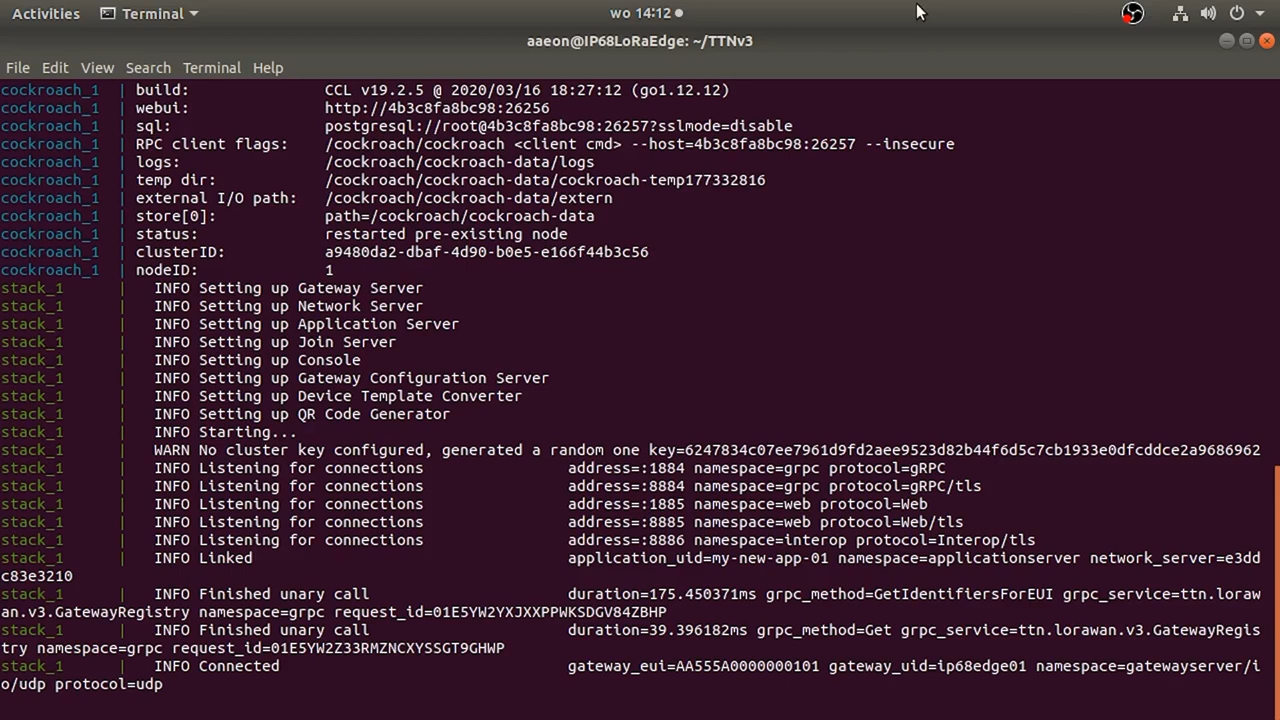 Activities Terminal wo 14:12
aaeon@IP68LoRaEdge: ~/TTNv3
File Edit View Search Terminal Help
cockroach_1 | build: CCL v19.2.5 @ 2020/03/16 18:27:12 (go1.12.12)
cockroach_1 | webui: http://4b3c8fa8bc98:26256
cockroach_1 | sql: postgresql://root@4b3c8fa8bc98:26257?sslmode=disable
cockroach_1 | RPC client flags: /cockroach/cockroach <client cmd> --host=4b3c8fa8bc98:26257 --insecure
cockroach_1 | logs: /cockroach/cockroach-data/logs
cockroach_1 | temp dir: /cockroach/cockroach-data/cockroach-temp177332816
cockroach_1 | external I/O path: /cockroach/cockroach-data/extern
cockroach_1 | store[0]: path=/cockroach/cockroach-data
cockroach_1 | status: restarted pre-existing node
cockroach_1 | clusterID: a9480da2-dbaf-4d90-b0e5-e166f44b3c56
cockroach_1 | nodeID: 1
stack_1 | INFO Setting up Gateway Server
stack_1 | INFO Setting up Network Server
stack_1 | INFO Setting up Application Server
stack_1 | INFO Setting up Join Server
stack_1 | INFO Setting up Console
stack_1 | INFO Setting up Gateway Configuration Server
stack_1 | INFO Setting up Device Template Converter
stack_1 | INFO Setting up QR Code Generator
stack_1 | INFO Starting...
stack_1 | WARN No cluster key configured, generated a random one key=6247834c07ee7961d9fd2aee9523d82b44f6d5c7cb1933e0dfcddce2a9686962
stack_1 | INFO Listening for connections address=:1884 namespace=grpc protocol=gRPC
stack_1 | INFO Listening for connections address=:8884 namespace=grpc protocol=gRPC/tls
stack_1 | INFO Listening for connections address=:1885 namespace=web protocol=Web
stack_1 | INFO Listening for connections address=:8885 namespace=web protocol=Web/tls
stack_1 | INFO Listening for connections address=:8886 namespace=interop protocol=Interop/tls
stack_1 | INFO Linked application_uid=my-new-app-01 namespace=applicationserver network_server=e3dd
c83e3210
stack_1 | INFO Finished unary call duration=175.450371ms grpc_method=GetIdentifiersForEUI grpc_service=ttn.loraw
an.v3.GatewayRegistry namespace=grpc request_id=01E5YW2YXJXXPPWKSDGV84ZBHP
stack_1 | INFO Finished unary call duration=39.396182ms grpc_method=Get grpc_service=ttn.lorawan.v3.GatewayRegis
try namespace=grpc request_id=01E5YW2Z33RMZNCXYSSGT9GHWP
stack_1 | INFO Connected gateway_eui=AA555A0000000101 gateway_uid=ip68edge01 namespace=gatewayserver/i
o/udp protocol=udp